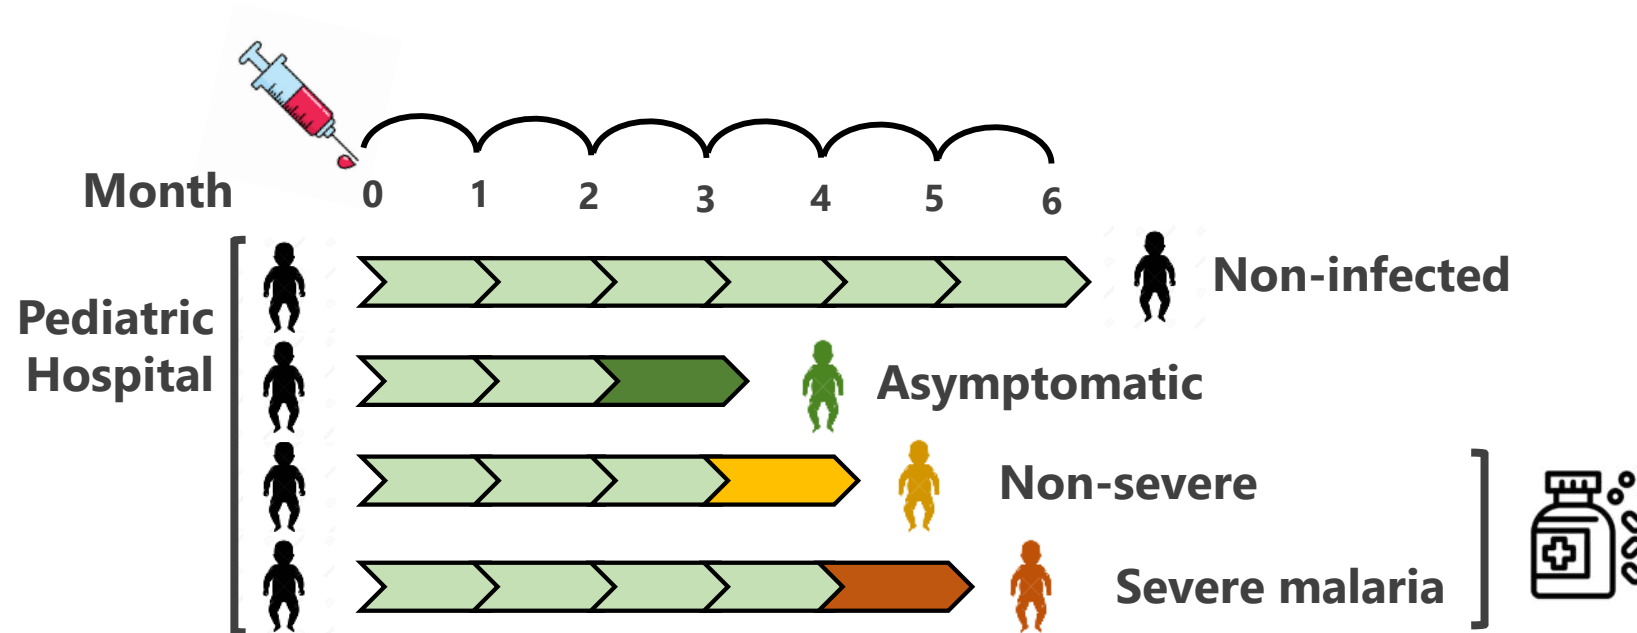 Month
0 1 2 3 4 5 6
Pediatric
Hospital
Non-infected
Asymptomatic
Non-severe
Severe malaria